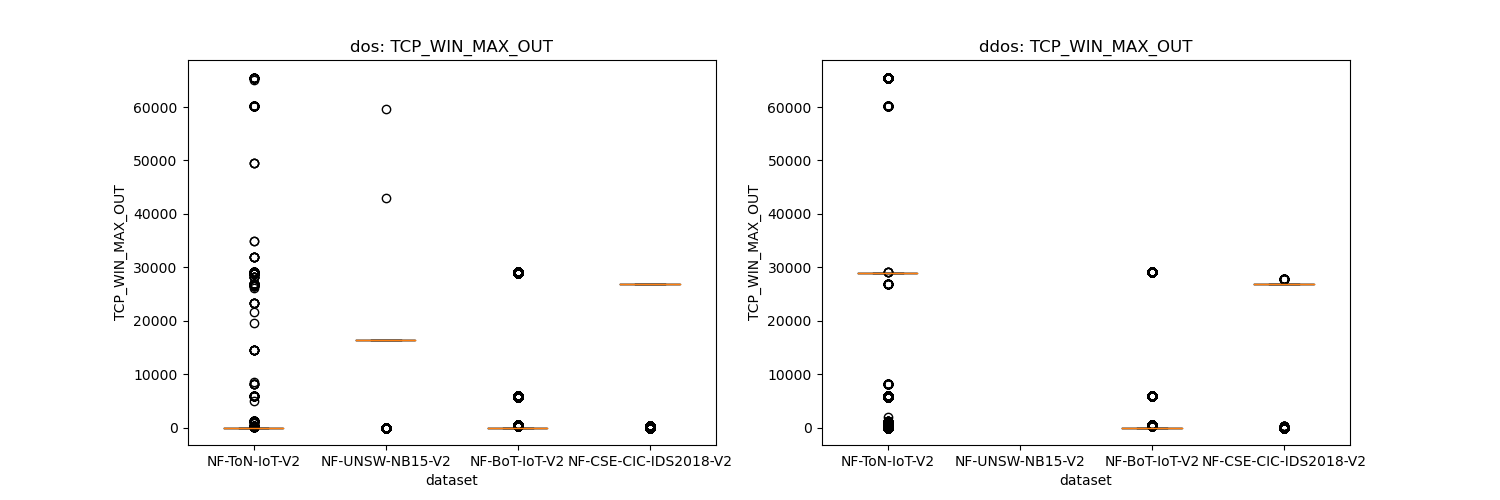 dos: TCP_WIN_MAX_OUT
TCP_WIN_MAX_OUT
60000
50000
40000
30000
20000
10000
0
NF-ToN-IoT-V2 NF-UNSW-NB15-V2 NF-BoT-IoT-V2 NF-CSE-CIC-IDS2018-V2
dataset
ddos: TCP_WIN_MAX_OUT
TCP_WIN_MAX_OUT
60000
50000
40000
30000
20000
10000
0
NF-ToN-IoT-V2 NF-UNSW-NB15-V2 NF-BoT-IoT-V2 NF-CSE-CIC-IDS2018-V2
dataset